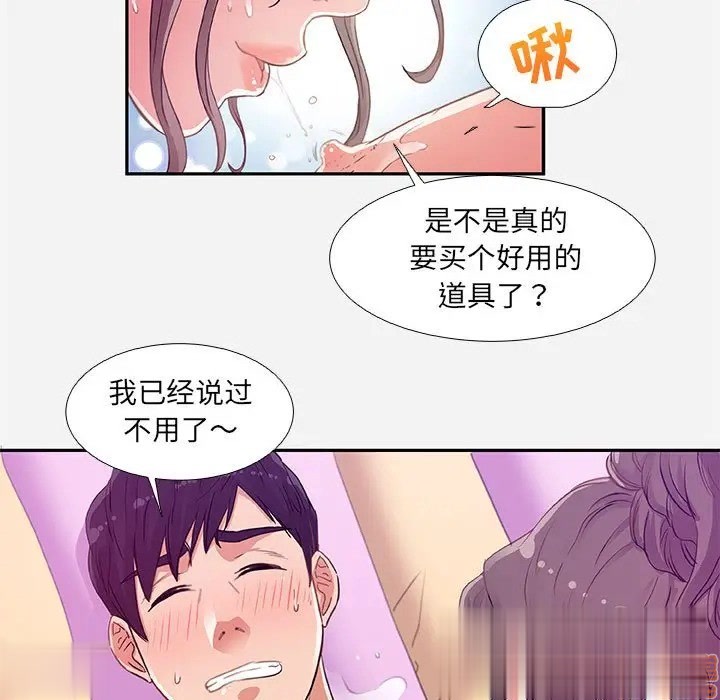 啾
是不是真的
要买个好用的
道具了？
我已经说过
不用了～